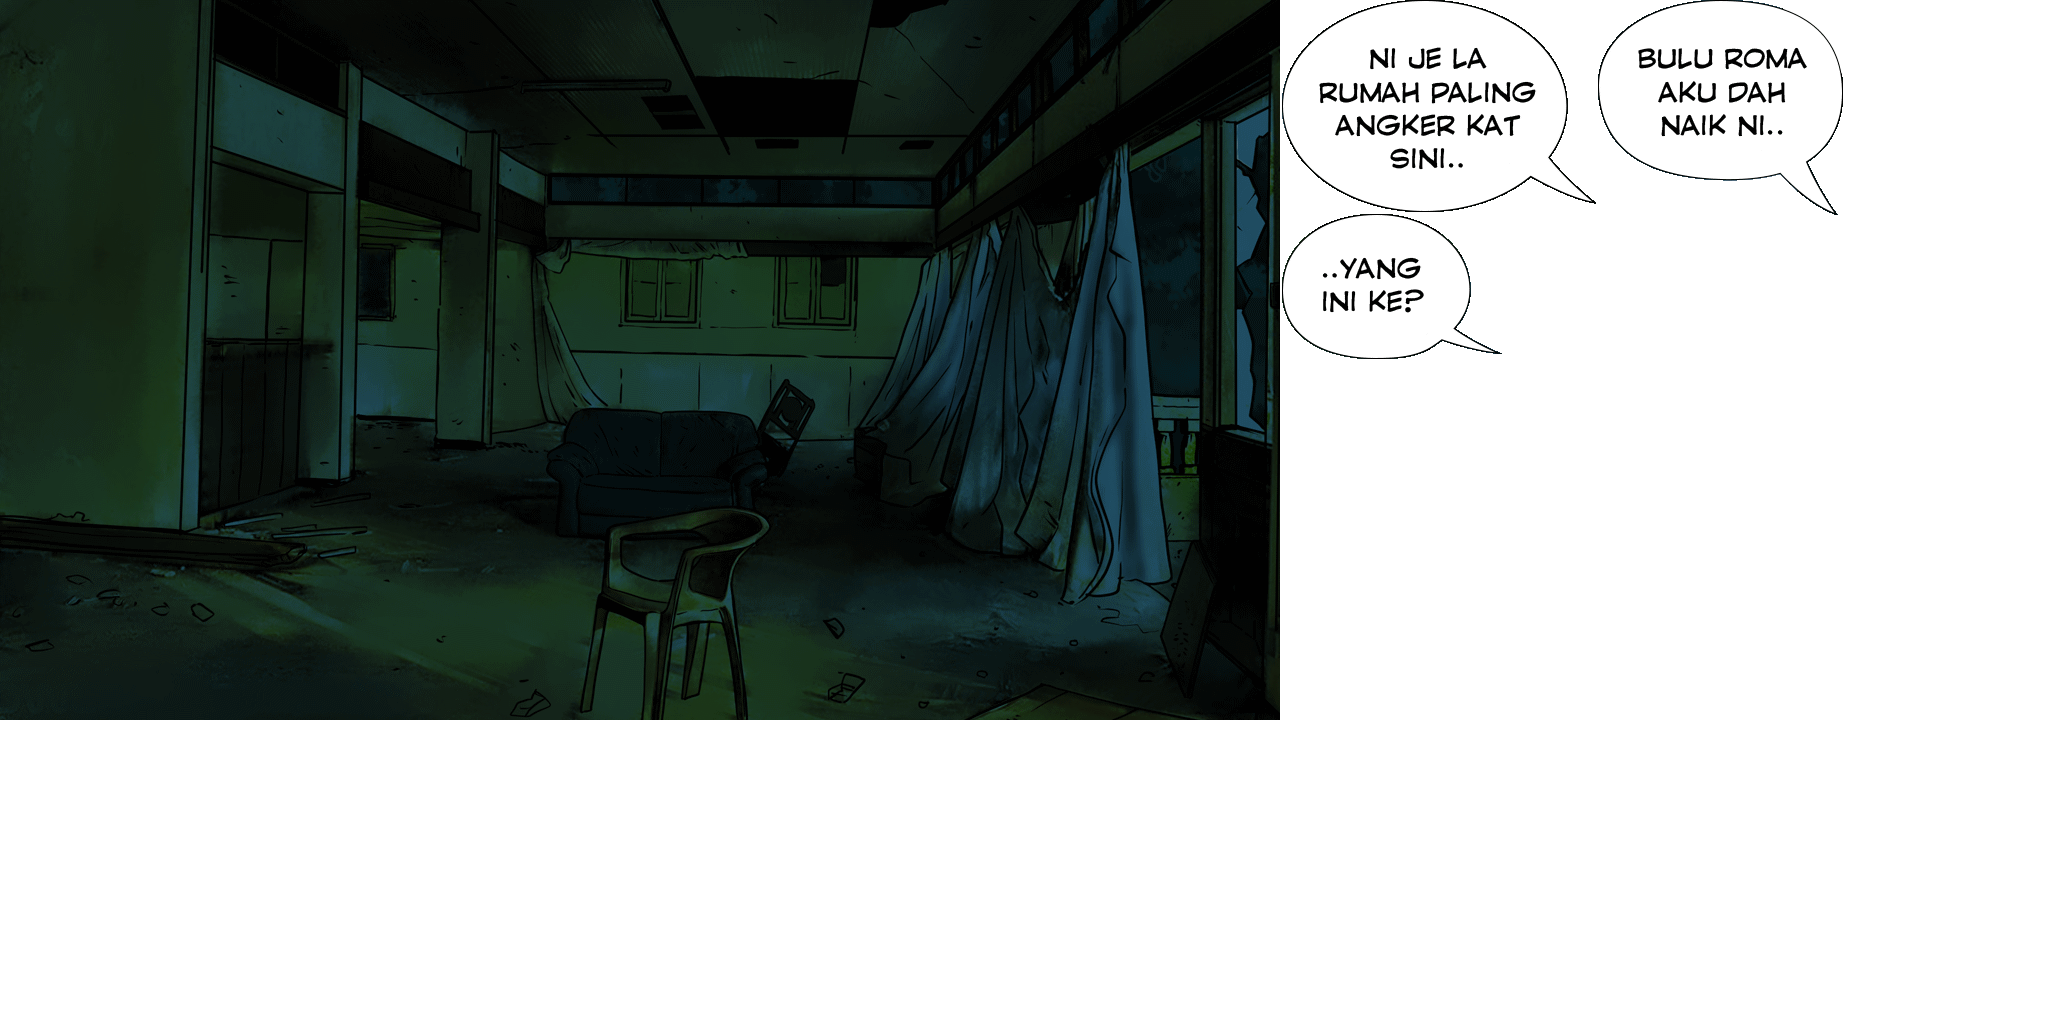 NI JE LA
RUMAH PALING
ANGKER KAT
SINI..
BULU ROMA
AKU DAH
NAIK NI..
..YANG
INI KE?